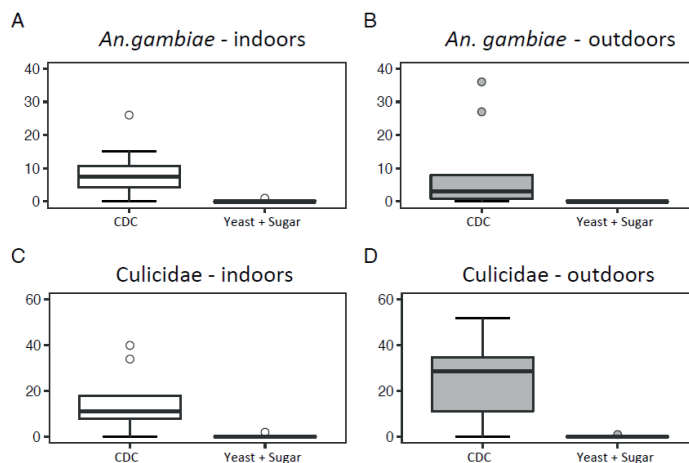 A
An.gambiae - indoors
40
30
20
10
0
CDC
Yeast + Sugar
B
An. gambiae - outdoors
40
30
20
10
0
CDC
Yeast + Sugar
C
Culicidae - indoors
60
40
20
0
CDC
Yeast + Sugar
D
Culicidae - outdoors
60
40
20
0
CDC
Yeast + Sugar